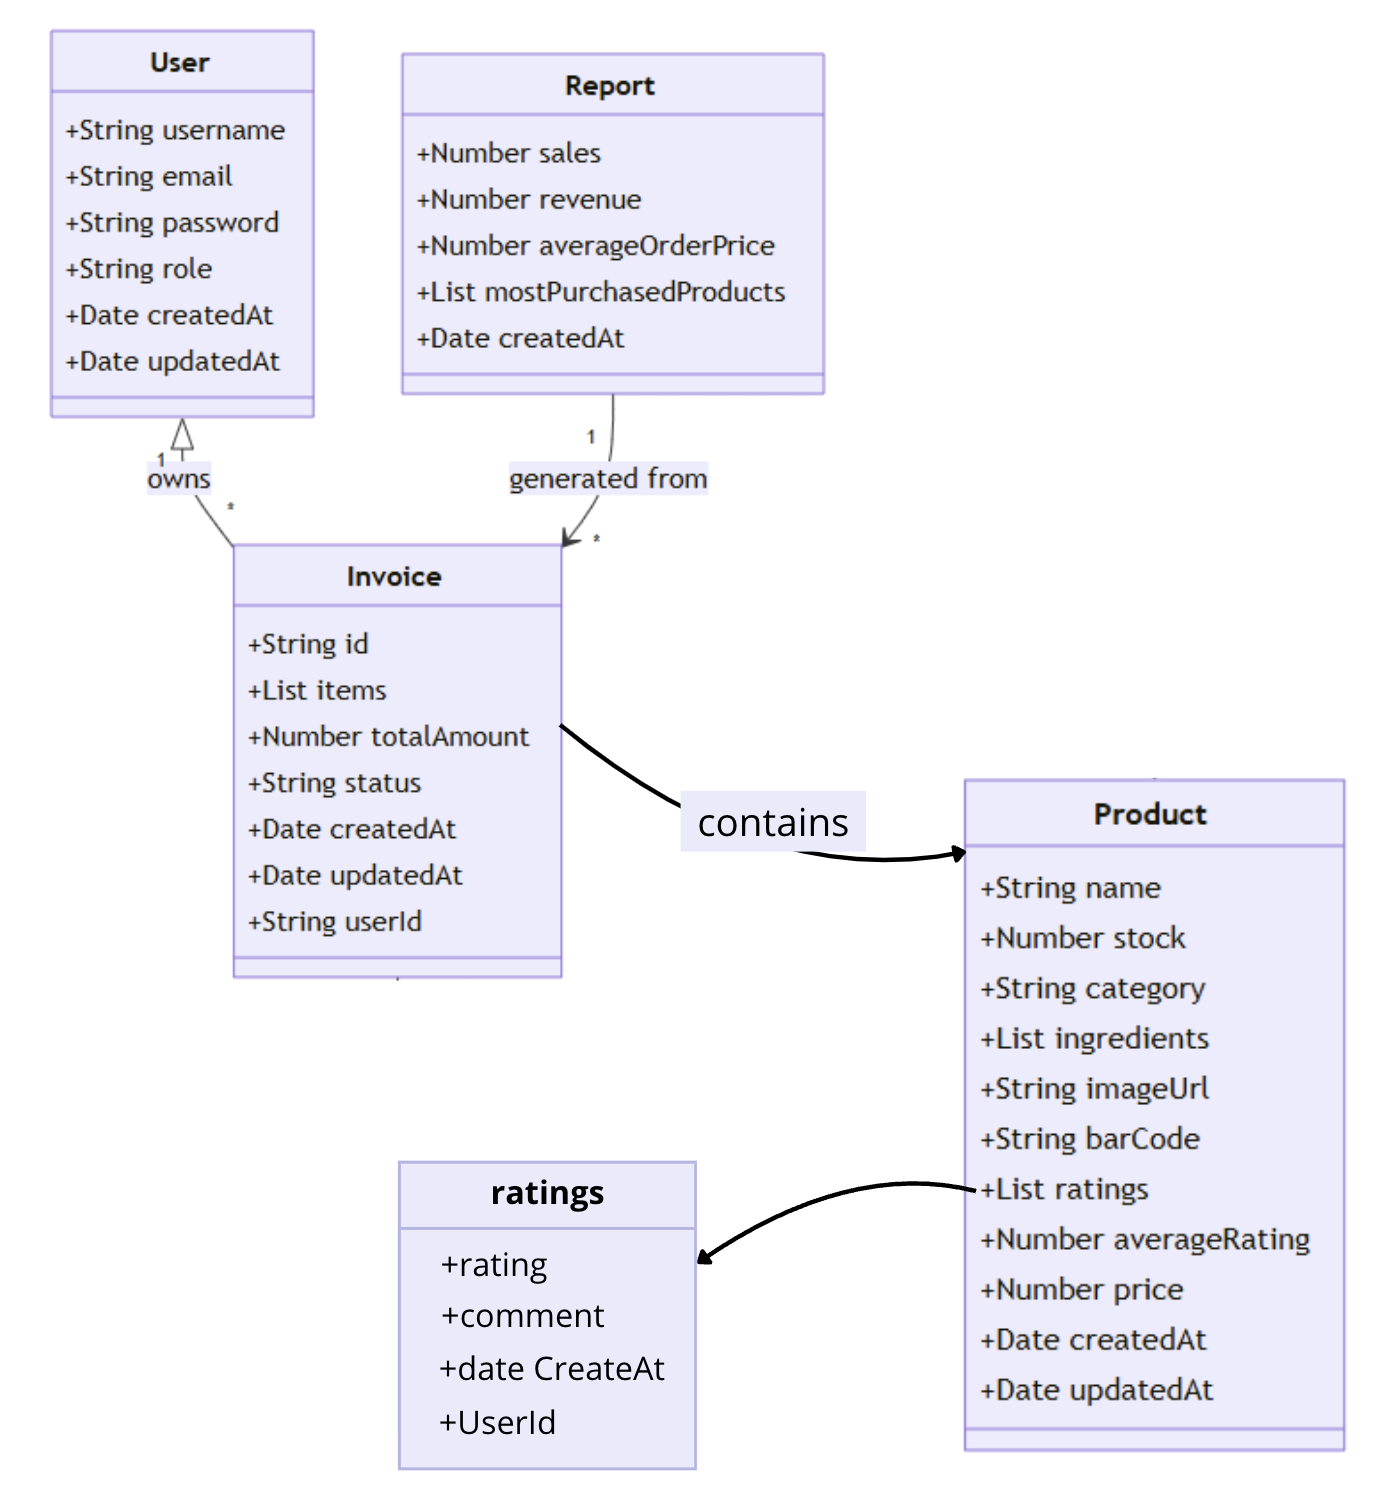 User
+String username
+String email
+String password
+String role
+Date createdAt
+Date updatedAt
Report
+Number sales
+Number revenue
+Number averageOrderPrice
+List mostPurchasedProducts
+Date createdAt
1
owns
*
1
generated from
*
Invoice
+String id
+List items
+Number totalAmount
+String status
+Date createdAt
+Date updatedAt
+String userId
contains
Product
+String name
+Number stock
+String category
+List ingredients
+String imageUrl
+String barCode
+List ratings
+Number averageRating
+Number price
+Date createdAt
+Date updatedAt
ratings
+rating
+comment
+date CreateAt
+UserId